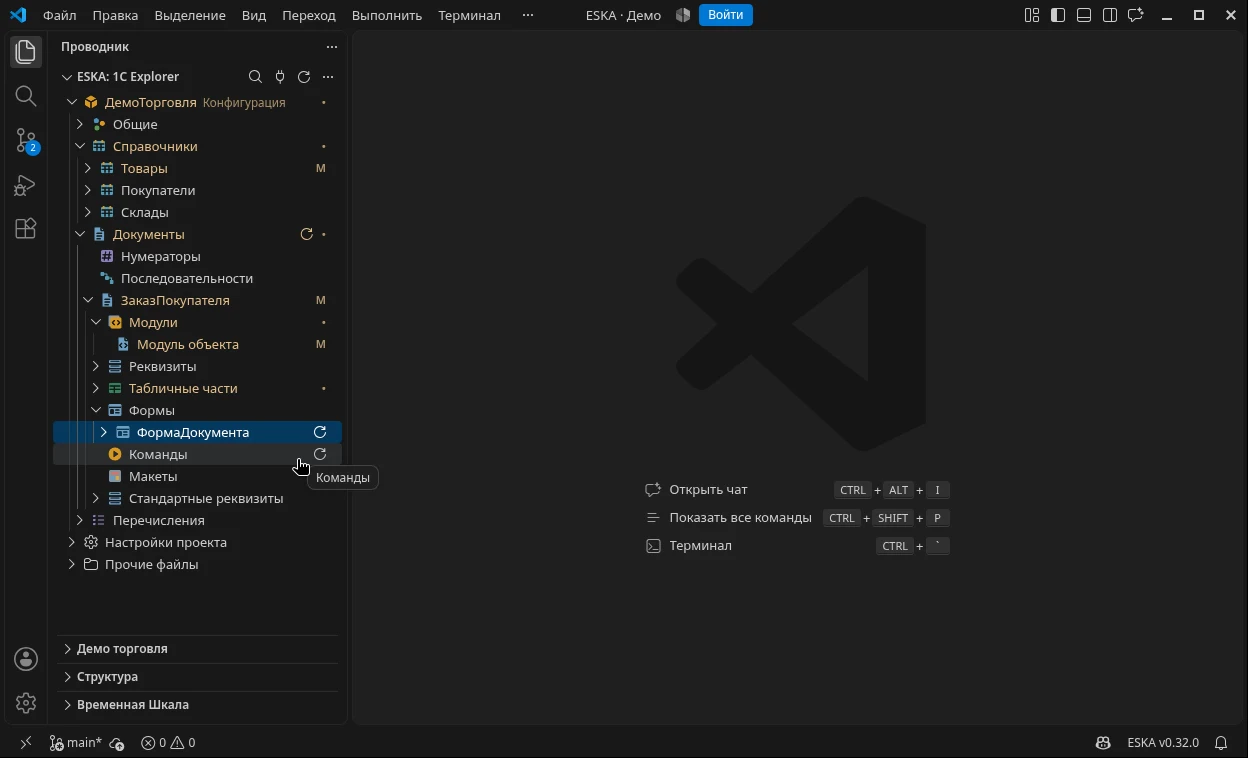 Файл Правка Выделение Вид Переход Выполнить Терминал ··· ESKA · Демо Войти
Проводник
ESKA: 1C Explorer
ДемоТорговля Конфигурация
Общие
Справочники
Товары M
Покупатели
Склады
2
Документы
Нумераторы
Последовательности
ЗаказПокупателя M
Модули
Модуль объекта M
Реквизиты
Табличные части
Формы
ФормаДокумента
Команды
Команды
Макеты
Стандартные реквизиты
Перечисления
Настройки проекта
Прочие файлы
Открыть чат CTRL + ALT + I
Показать все команды CTRL + SHIFT + P
Терминал CTRL + `
Демо торговля
Структура
Временная Шкала
main* 0 0 ESKA v0.32.0